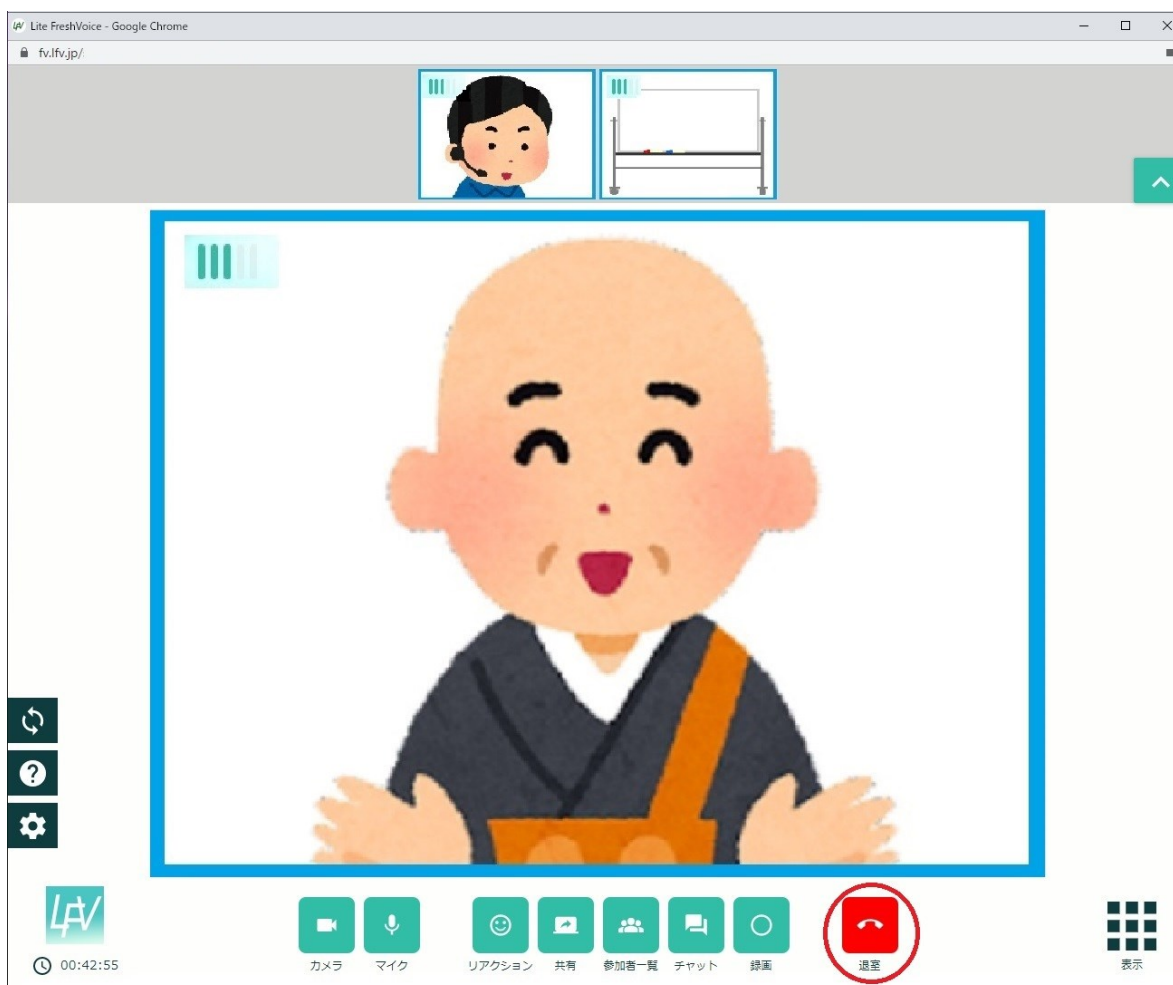 Lite FreshVoice - Google Chrome
fv.lfv.jp/
LFV
00:42:55
カメラ
マイク
リアクション
共有
参加者一覧
チャット
録画
退室
表示